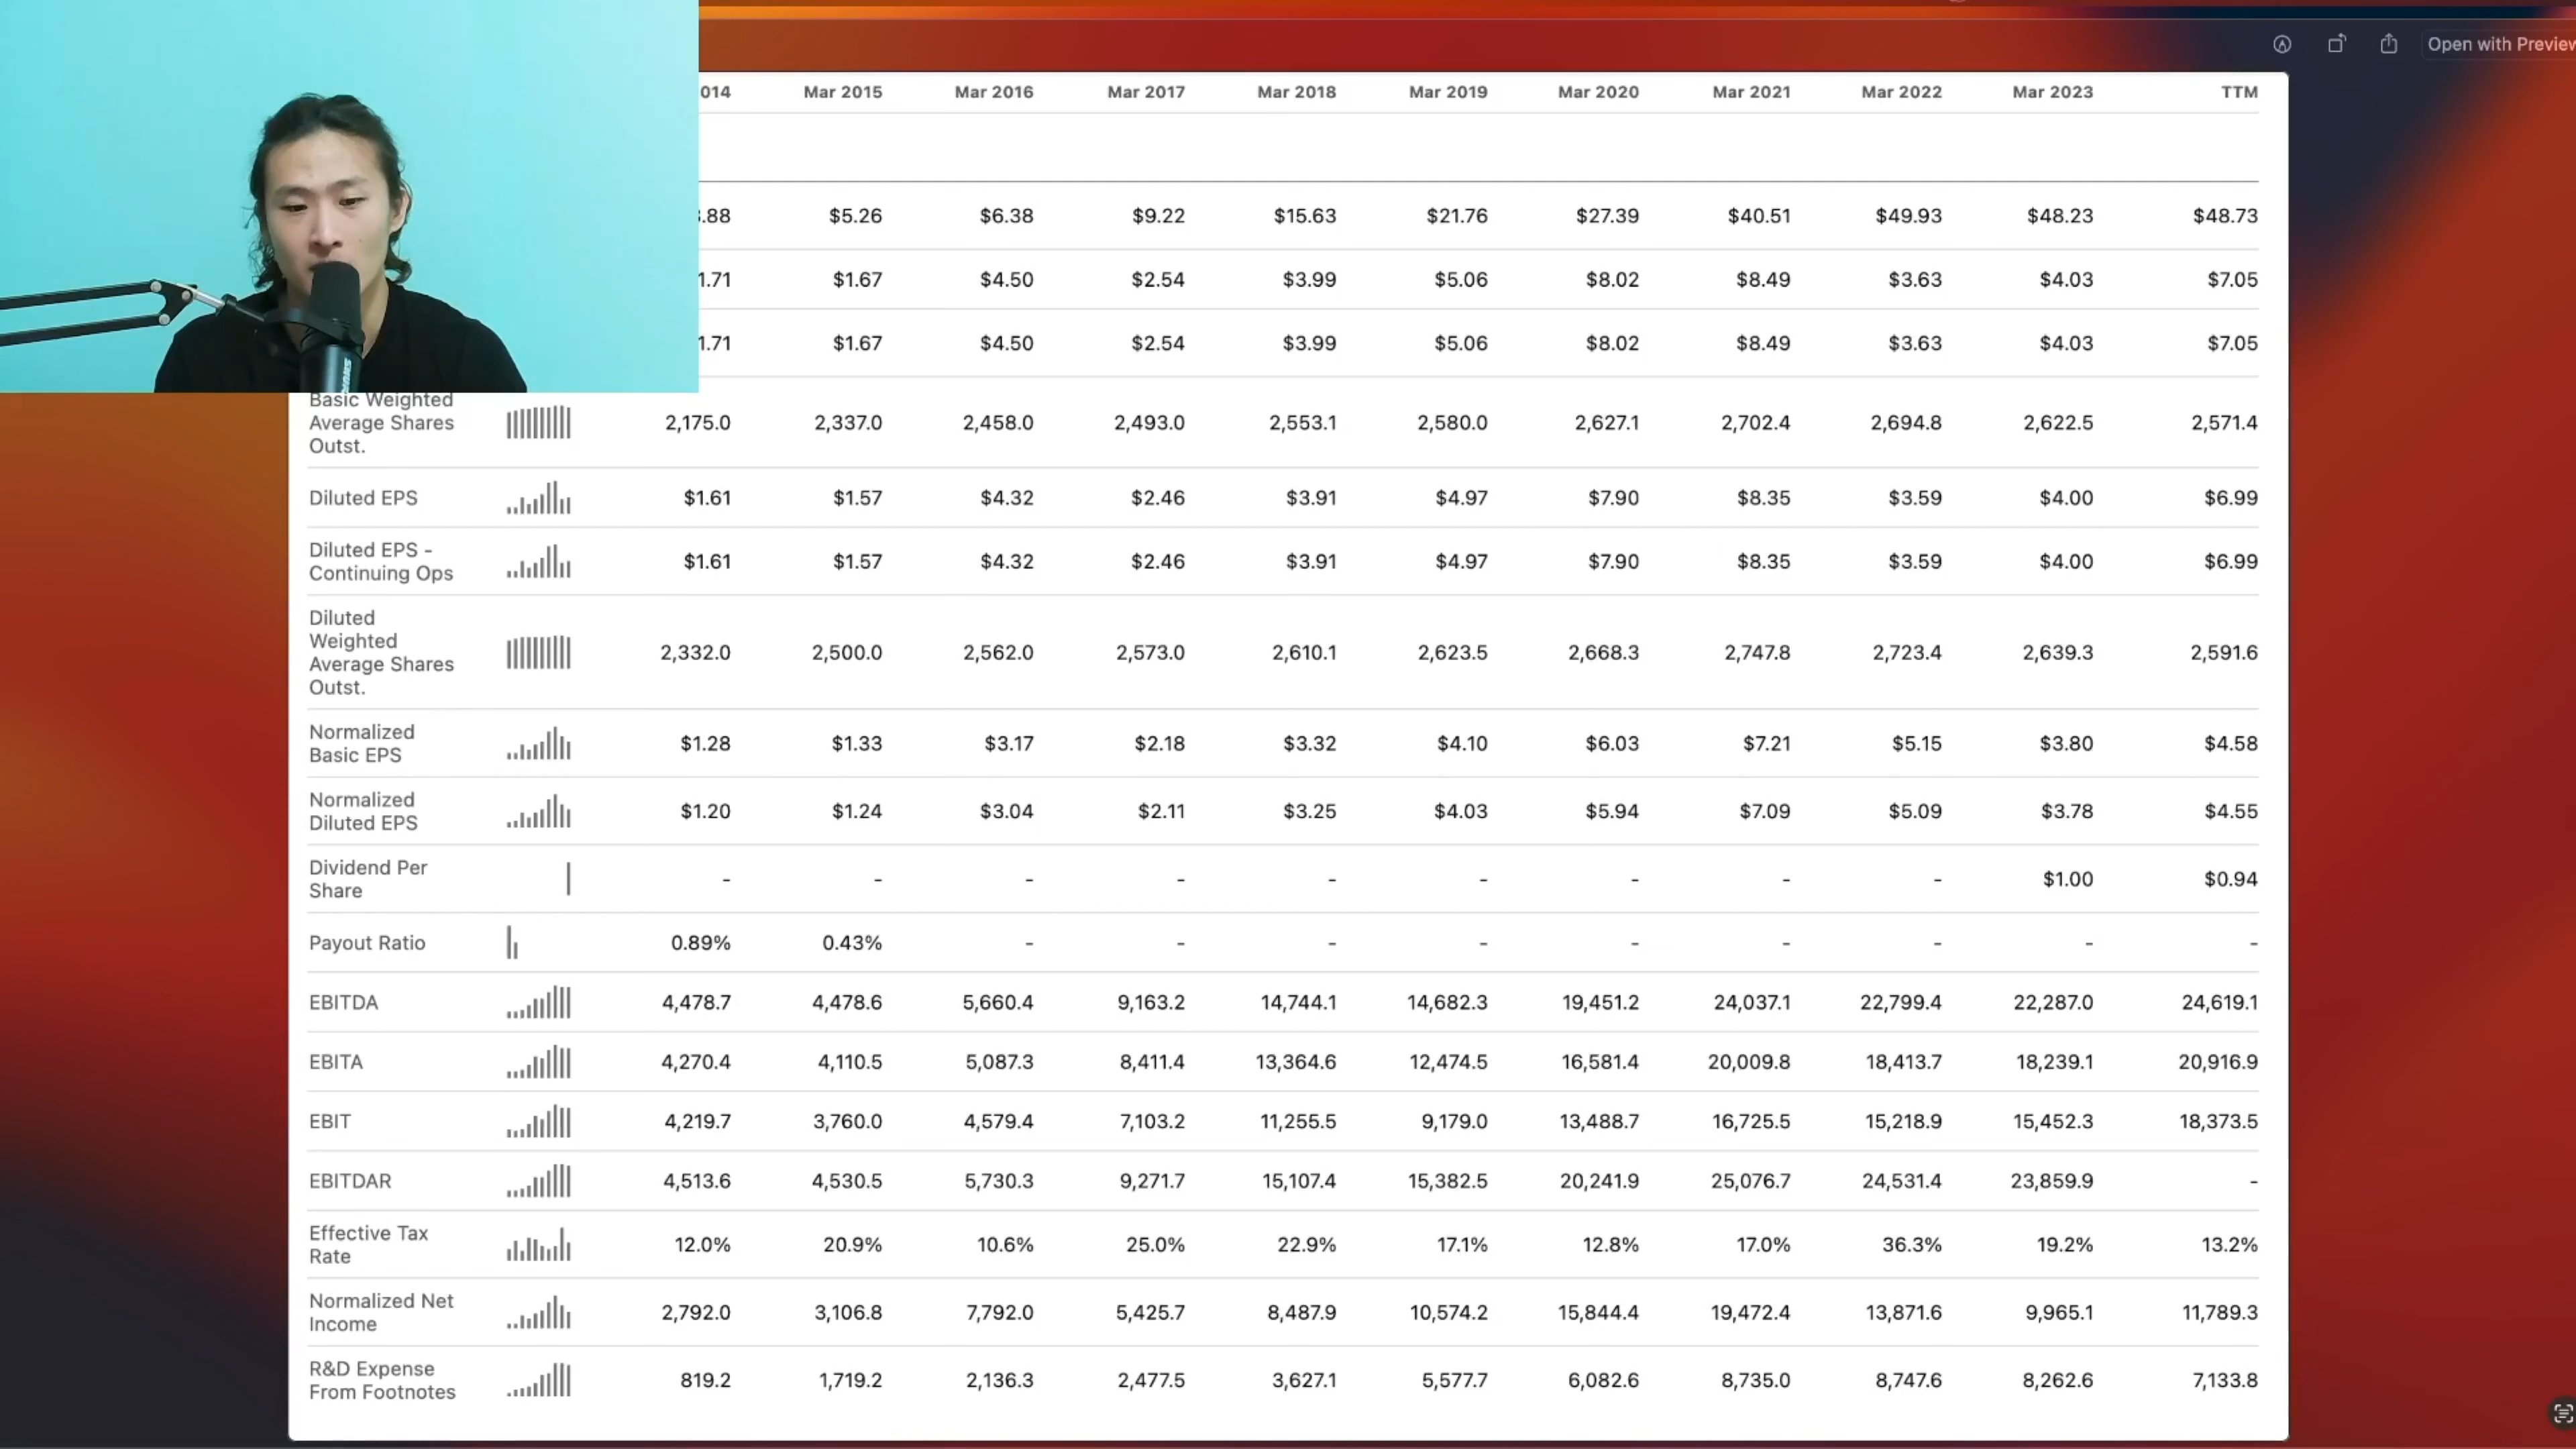 Open with Preview
014 Mar 2015 Mar 2016 Mar 2017 Mar 2018 Mar 2019 Mar 2020 Mar 2021 Mar 2022 Mar 2023 TTM
.88 $5.26 $6.38 $9.22 $15.63 $21.76 $27.39 $40.51 $49.93 $48.23 $48.73
1.71 $1.67 $4.50 $2.54 $3.99 $5.06 $8.02 $8.49 $3.63 $4.03 $7.05
1.71 $1.67 $4.50 $2.54 $3.99 $5.06 $8.02 $8.49 $3.63 $4.03 $7.05
Basic Weighted
Average Shares
Outst.
2,175.0 2,337.0 2,458.0 2,493.0 2,553.1 2,580.0 2,627.1 2,702.4 2,694.8 2,622.5 2,571.4
Diluted EPS $1.61 $1.57 $4.32 $2.46 $3.91 $4.97 $7.90 $8.35 $3.59 $4.00 $6.99
Diluted EPS -
Continuing Ops
$1.61 $1.57 $4.32 $2.46 $3.91 $4.97 $7.90 $8.35 $3.59 $4.00 $6.99
Diluted
Weighted
Average Shares
Outst.
2,332.0 2,500.0 2,562.0 2,573.0 2,610.1 2,623.5 2,668.3 2,747.8 2,723.4 2,639.3 2,591.6
Normalized
Basic EPS
$1.28 $1.33 $3.17 $2.18 $3.32 $4.10 $6.03 $7.21 $5.15 $3.80 $4.58
Normalized
Diluted EPS
$1.20 $1.24 $3.04 $2.11 $3.25 $4.03 $5.94 $7.09 $5.09 $3.78 $4.55
Dividend Per
Share
- - - - - - - - - $1.00 $0.94
Payout Ratio 0.89% 0.43% - - - - - - - - -
EBITDA 4,478.7 4,478.6 5,660.4 9,163.2 14,744.1 14,682.3 19,451.2 24,037.1 22,799.4 22,287.0 24,619.1
EBITA 4,270.4 4,110.5 5,087.3 8,411.4 13,364.6 12,474.5 16,581.4 20,009.8 18,413.7 18,239.1 20,916.9
EBIT 4,219.7 3,760.0 4,579.4 7,103.2 11,255.5 9,179.0 13,488.7 16,725.5 15,218.9 15,452.3 18,373.5
EBITDAR 4,513.6 4,530.5 5,730.3 9,271.7 15,107.4 15,382.5 20,241.9 25,076.7 24,531.4 23,859.9 -
Effective Tax
Rate
12.0% 20.9% 10.6% 25.0% 22.9% 17.1% 12.8% 17.0% 36.3% 19.2% 13.2%
Normalized Net
Income
2,792.0 3,106.8 7,792.0 5,425.7 8,487.9 10,574.2 15,844.4 19,472.4 13,871.6 9,965.1 11,789.3
R&D Expense
From Footnotes
819.2 1,719.2 2,136.3 2,477.5 3,627.1 5,577.7 6,082.6 8,735.0 8,747.6 8,262.6 7,133.8